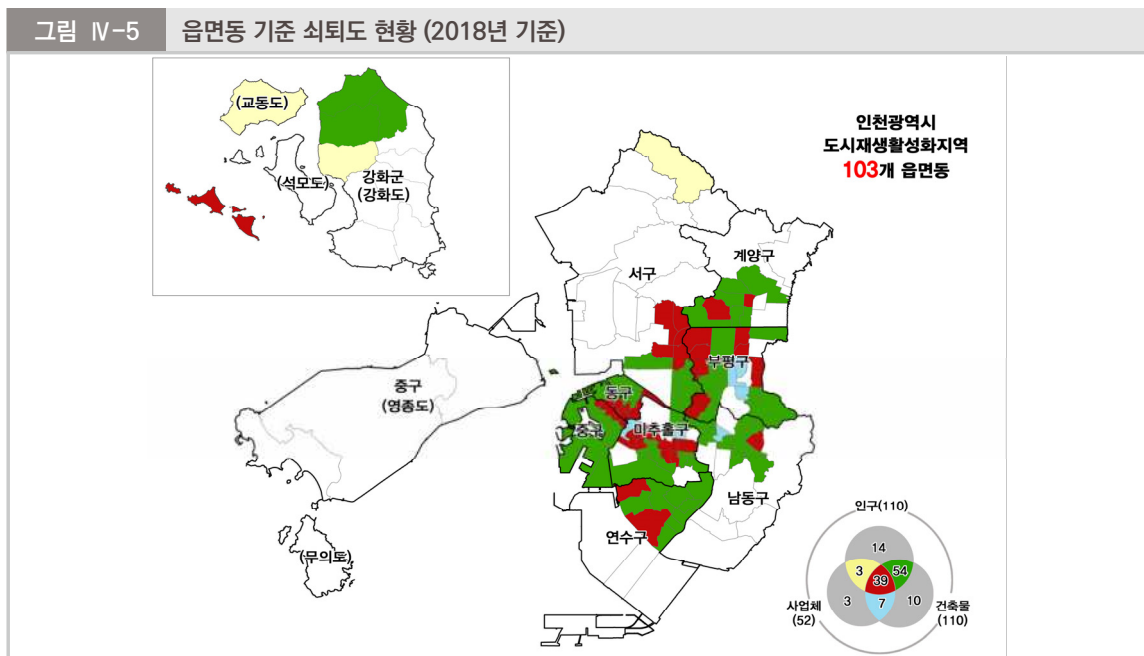 그림 Ⅳ-5 읍면동 기준 쇠퇴도 현황 (2018년 기준)
(교동도)
(석모도)
강화군
(강화도)
인천광역시
도시재생활성화지역
103개 읍면동
서구
계양구
부평구
중구
(영종도)
동구
중구
미추홀구
남동구
연수구
(무의도)
인구(110)
14
3
54
39
3
7
10
사업체
(52)
건축물
(110)